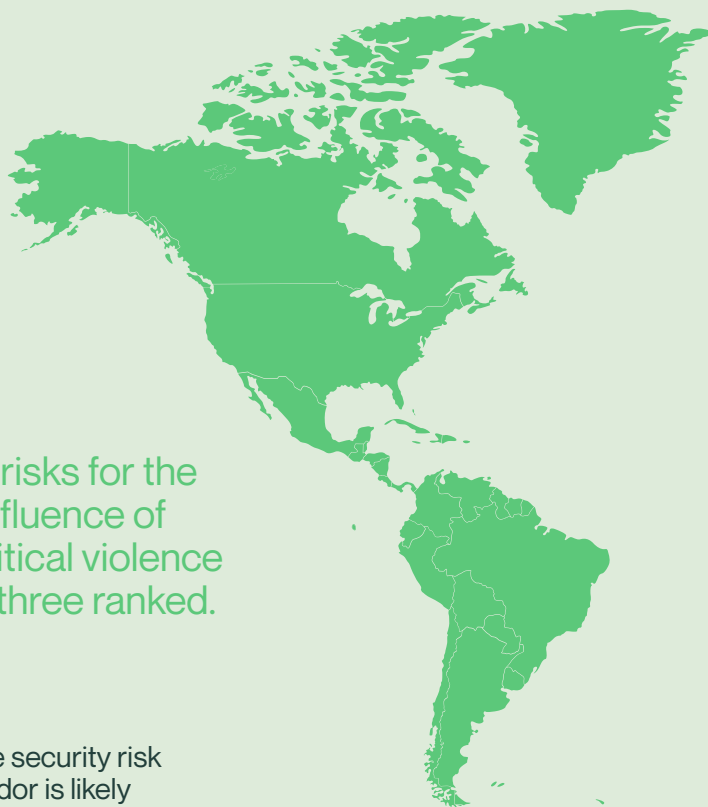 risks for the
fluence of
itical violence
three ranked.
e security risk
dor is likely